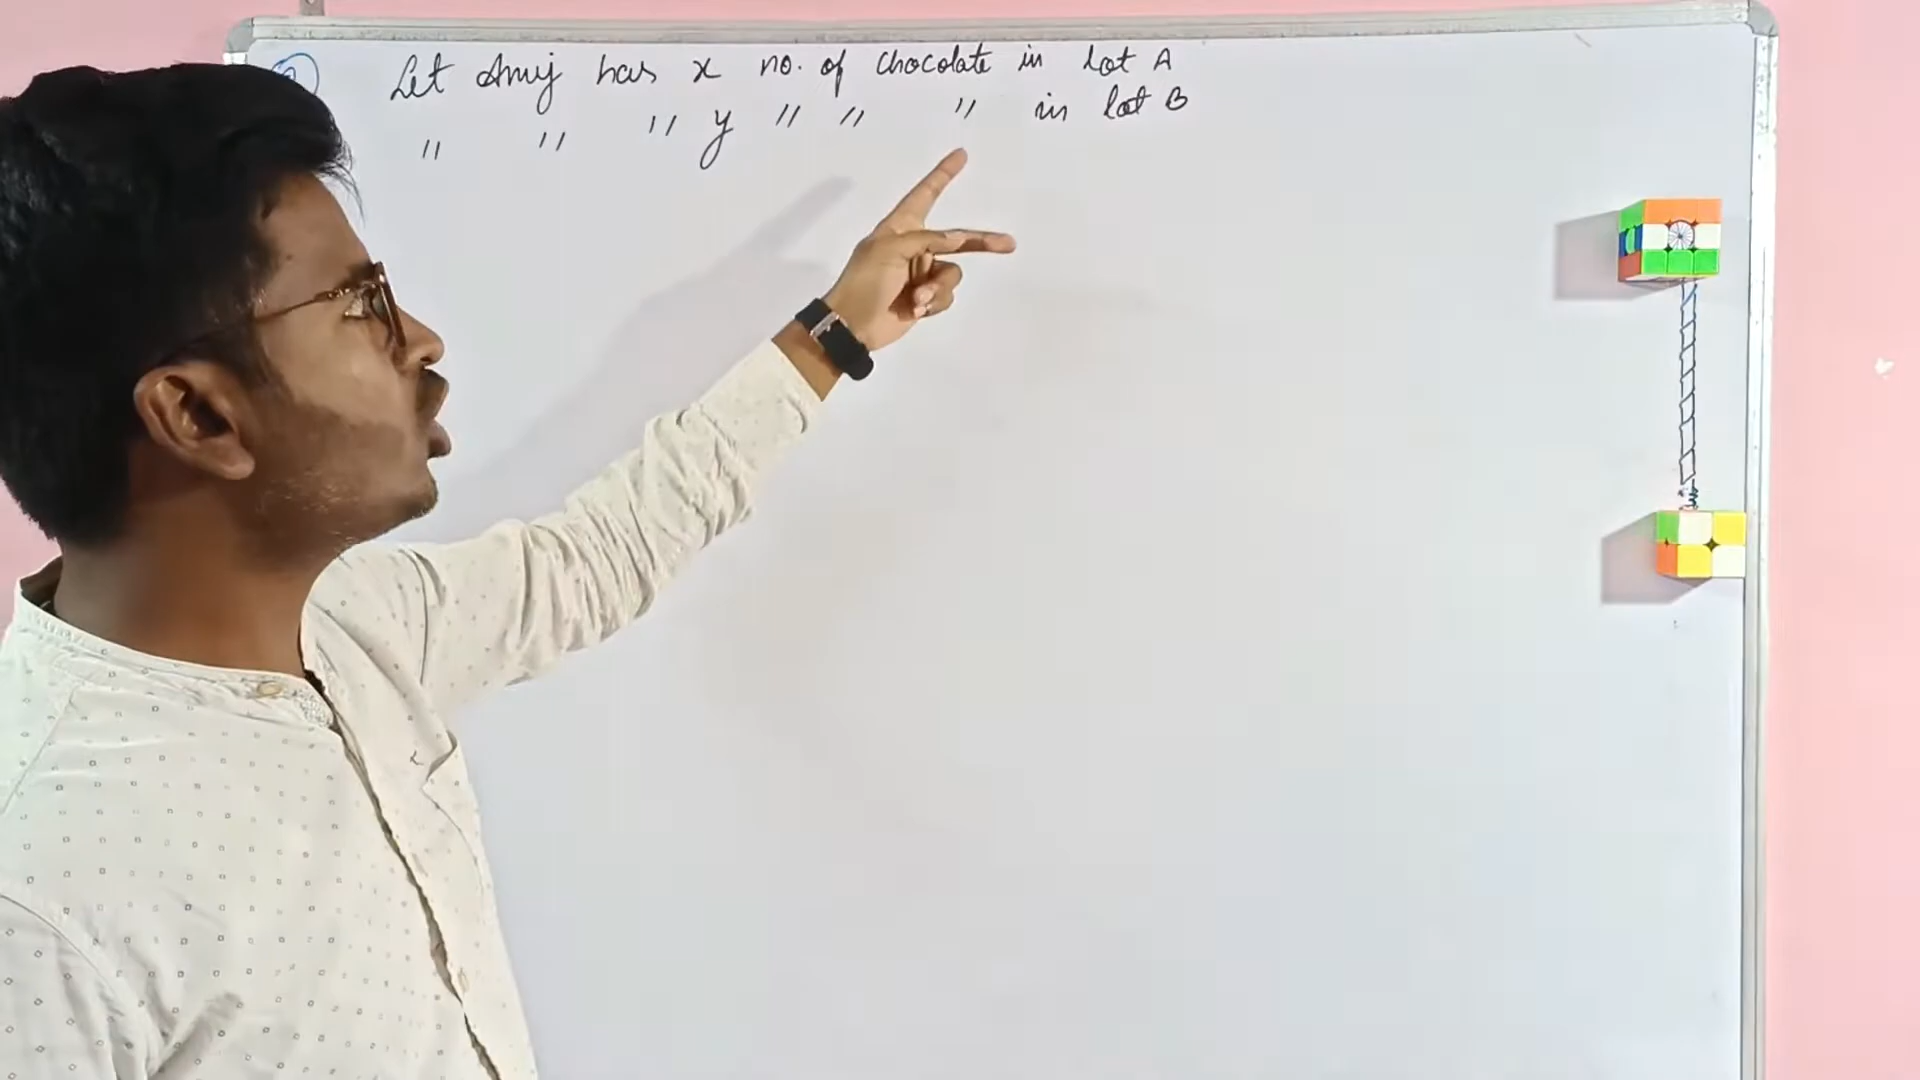 Let Anuj has x no. of chocolate in lot A
" " " y " " " in lot B